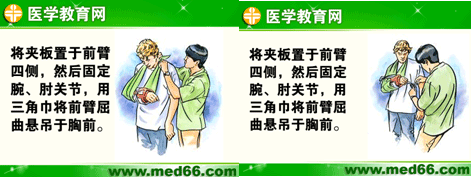 医学教育网
将夹板置于前臂
四侧，然后固定
腕、肘关节，用
三角巾将前臂屈
曲悬吊于胸前。
www.med66.com
医学教育网
将夹板置于前臂
四侧，然后固定
腕、肘关节，用
三角巾将前臂屈
曲悬吊于胸前。
www.med66.com